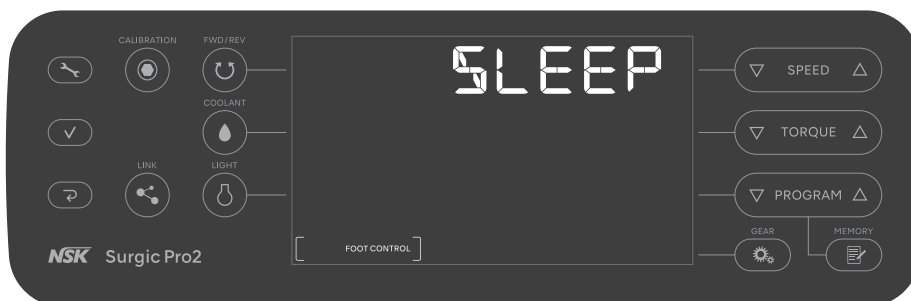 CALIBRATION
FWD/REV
SLEEP
SPEED
COOLANT
TORQUE
LINK
LIGHT
PROGRAM
NSK Surgic Pro2
FOOT CONTROL
GEAR
MEMORY